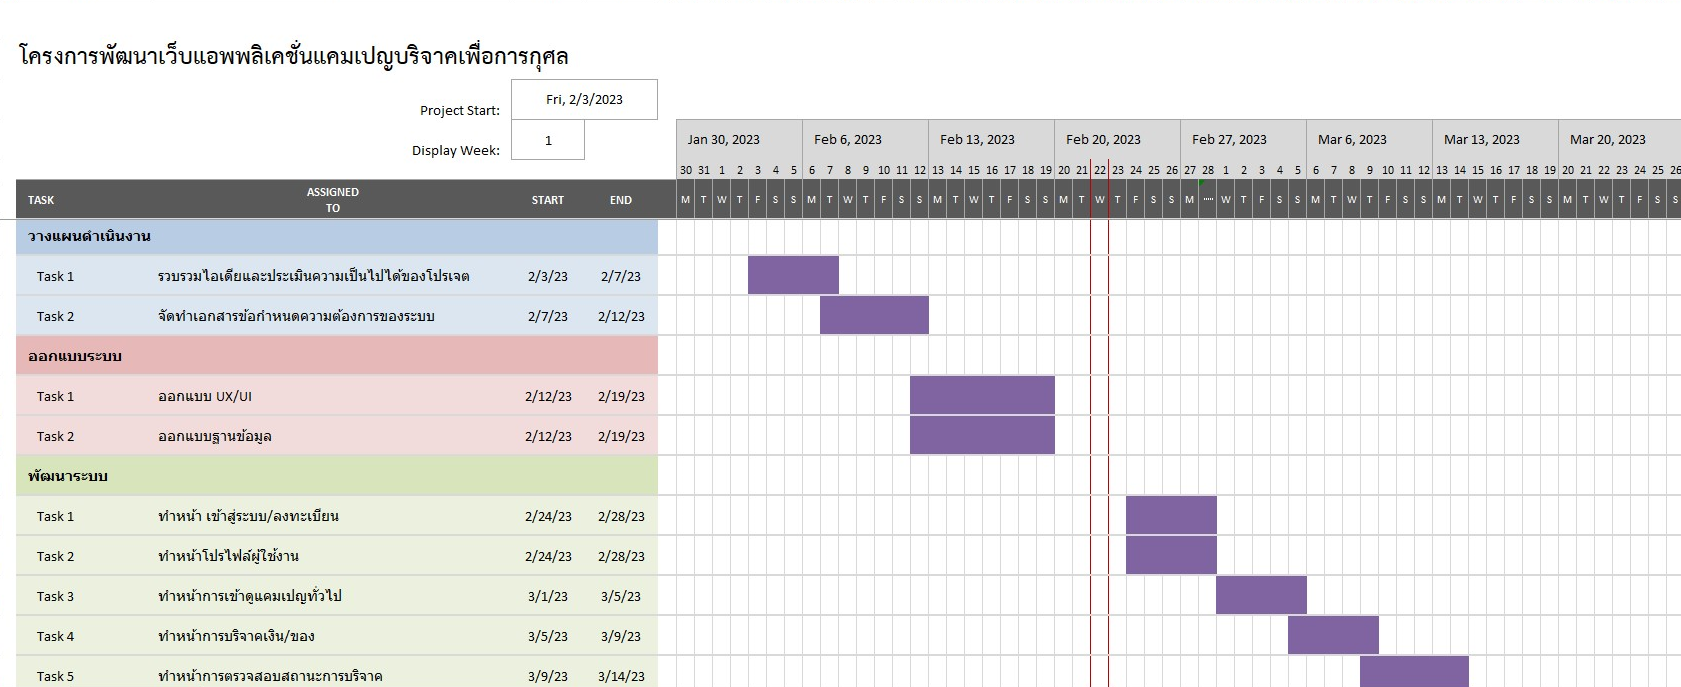 โครงการพัฒนาเว็บแอพพลิเคชั่นแคมเปญบริจาคเพื่อการกุศล
Project Start: Fri, 2/3/2023
Display Week: 1
Jan 30, 2023 Feb 6, 2023 Feb 13, 2023 Feb 20, 2023 Feb 27, 2023 Mar 6, 2023 Mar 13, 2023 Mar 20, 2023
30 31 1 2 3 4 5 6 7 8 9 10 11 12 13 14 15 16 17 18 19 20 21 22 23 24 25 26 27 28 1 2 3 4 5 6 7 8 9 10 11 12 13 14 15 16 17 18 19 20 21 22 23 24 25 26
TASK ASSIGNED TO START END M T W T F S S M T W T F S S M T W T F S S M T W T F S S M W T F S S M T W T F S S M T W T F S S M T W T F S S
วางแผนดำเนินงาน
Task 1 รวบรวมไอเดียและประเมินความเป็นไปได้ของโปรเจต 2/3/23 2/7/23
Task 2 จัดทำเอกสารข้อกำหนดความต้องการของระบบ 2/7/23 2/12/23
ออกแบบระบบ
Task 1 ออกแบบ UX/UI 2/12/23 2/19/23
Task 2 ออกแบบฐานข้อมูล 2/12/23 2/19/23
พัฒนาระบบ
Task 1 ทำหน้า เข้าสู่ระบบ/ลงทะเบียน 2/24/23 2/28/23
Task 2 ทำหน้าโปรไฟล์ผู้ใช้งาน 2/24/23 2/28/23
Task 3 ทำหน้าการเข้าดูแคมเปญทั่วไป 3/1/23 3/5/23
Task 4 ทำหน้าการบริจาคเงิน/ของ 3/5/23 3/9/23
Task 5 ทำหน้าการตรวจสอบสถานะการบริจาค 3/9/23 3/14/23